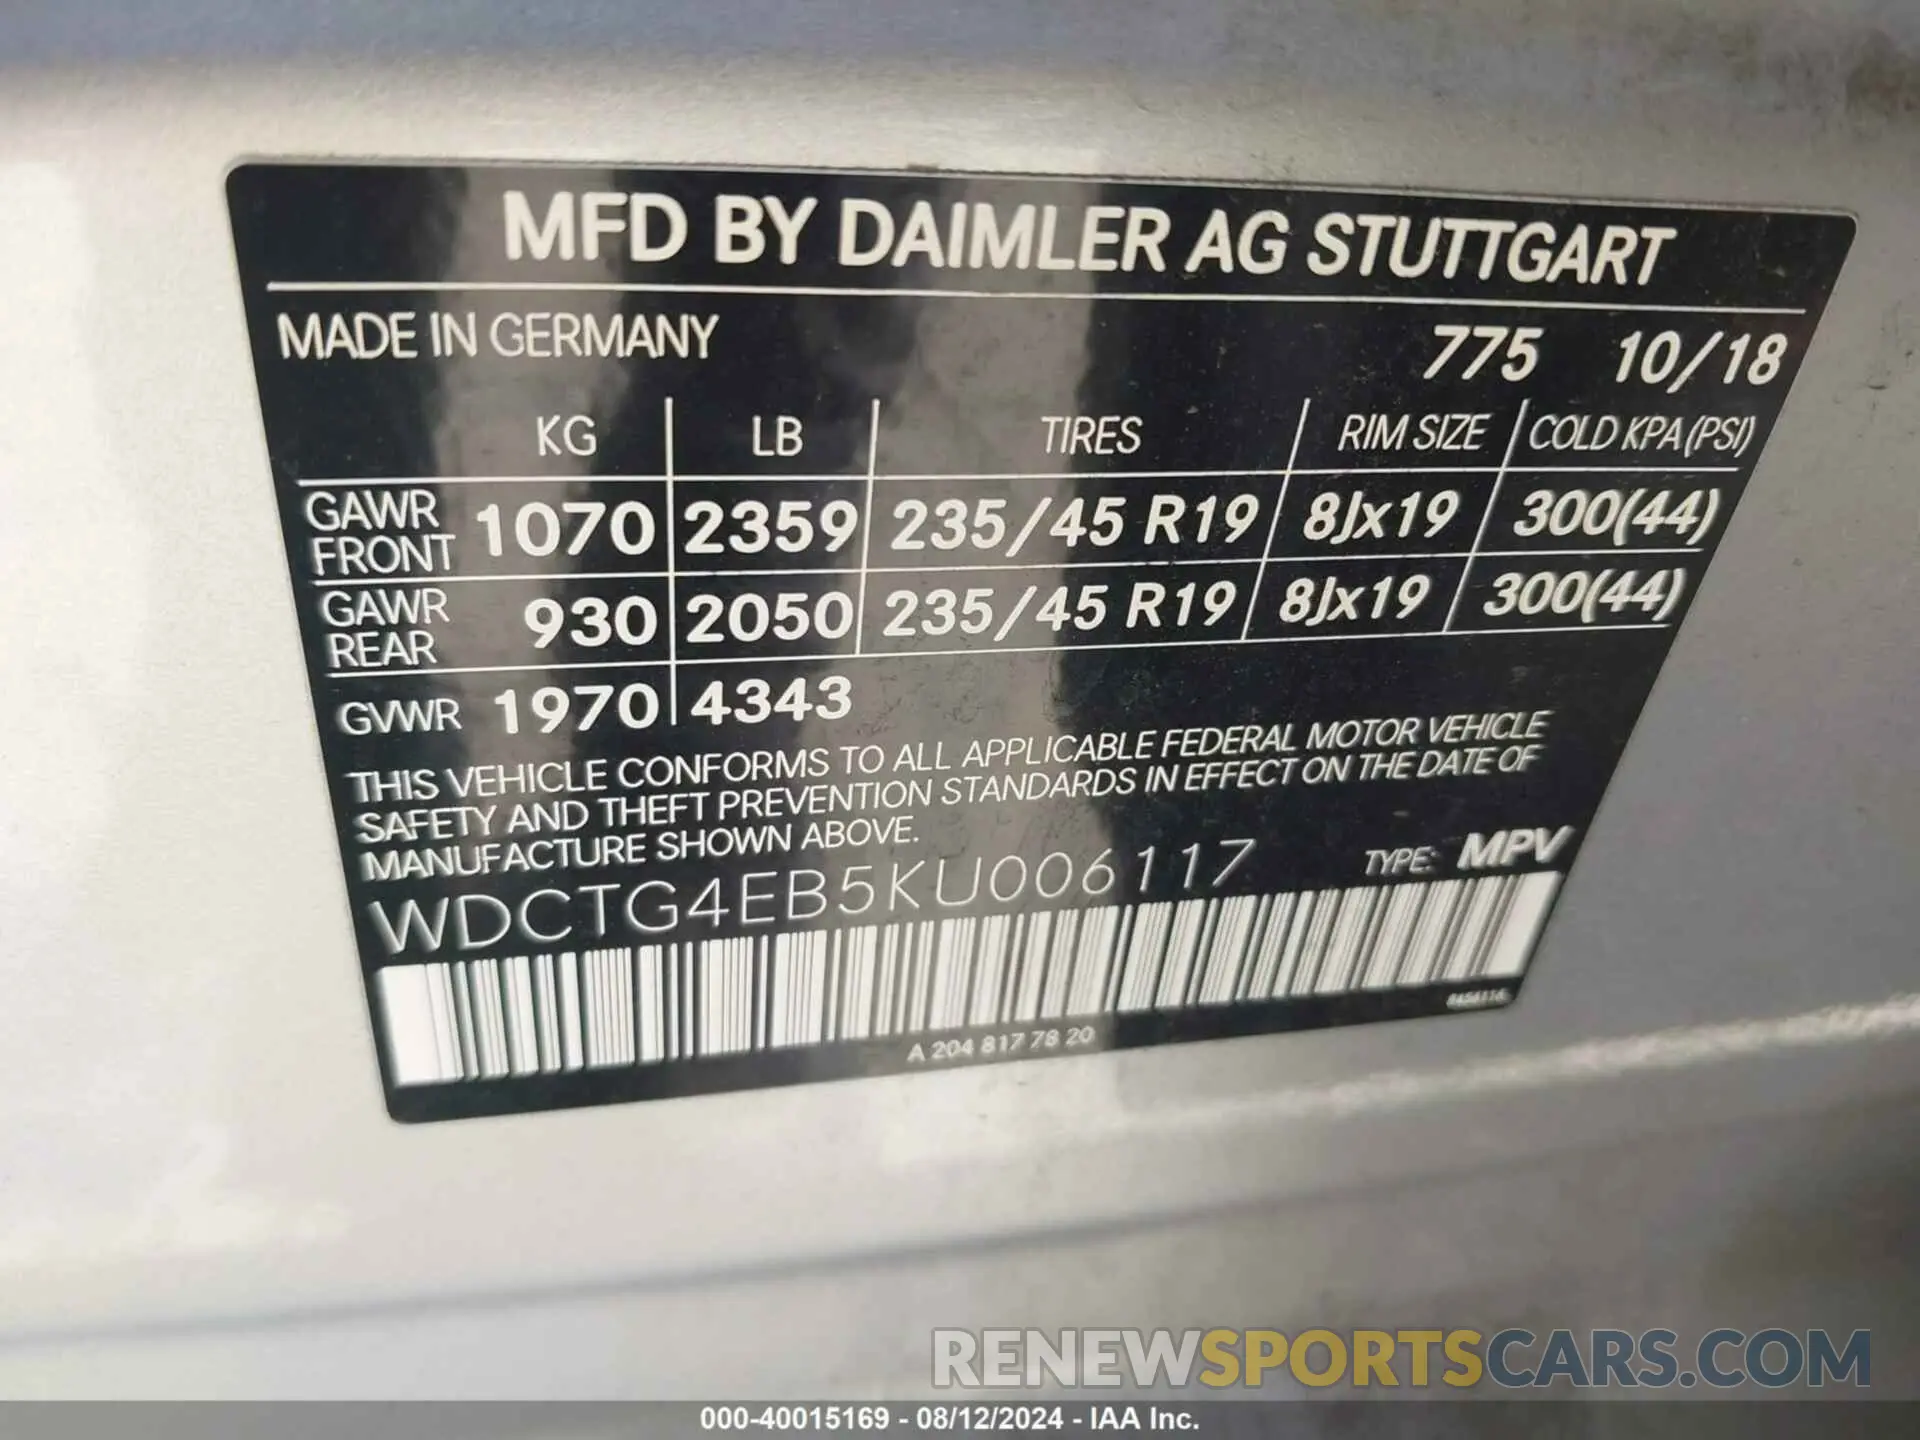 MFD BY DAIMLER AG STUTTGART
MADE IN GERMANY 775 10/18
KG LB TIRES RIM SIZE COLD KPA (PSI)
GAWR FRONT 1070 2359 235/45 R19 8Jx19 300(44)
GAWR REAR 930 2050 235/45 R19 8Jx19 300(44)
GVWR 1970 4343
THIS VEHICLE CONFORMS TO ALL APPLICABLE FEDERAL MOTOR VEHICLE
SAFETY AND THEFT PREVENTION STANDARDS IN EFFECT ON THE DATE OF
MANUFACTURE SHOWN ABOVE.
WDCTG4EB5KU006117 TYPE: MPV
A 204 817 78 20
RENEWSPORTSCARS.COM
000-40015169 - 08/12/2024 - IAA Inc.